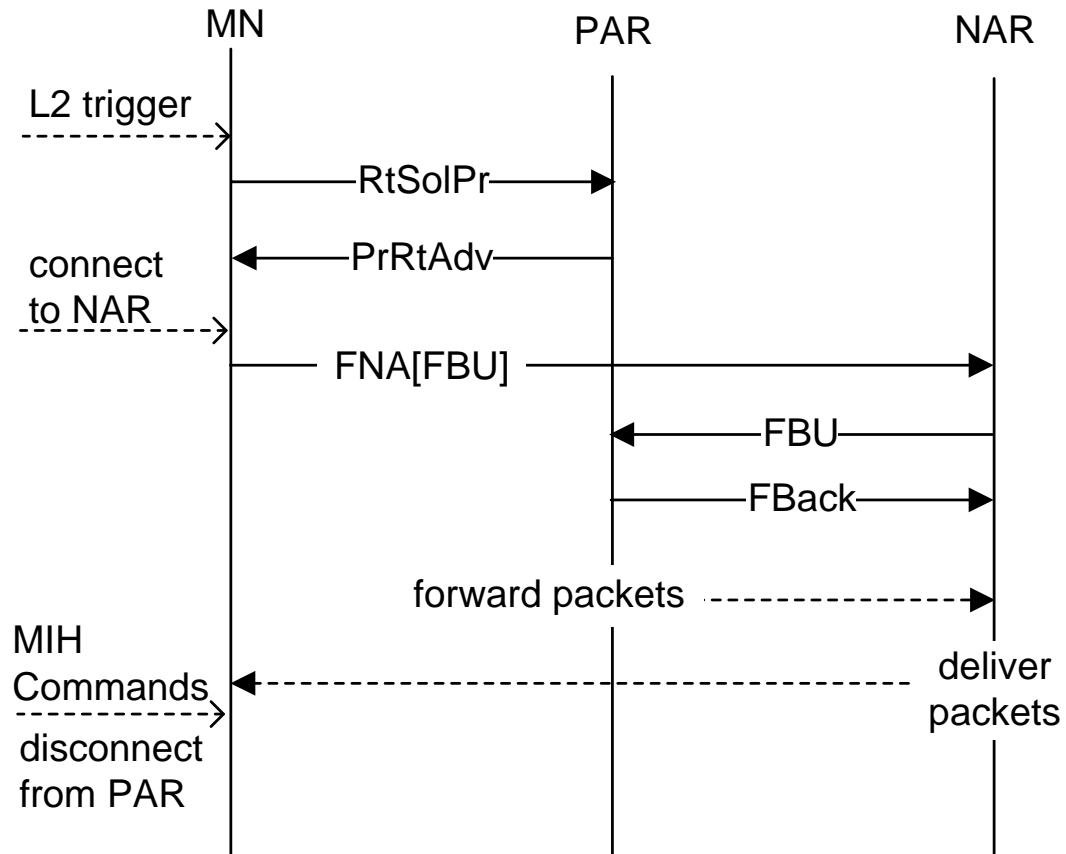 MN
PAR
NAR
L2 trigger
RtSolPr
PrRtAdv
connect
to NAR
FNA[FBU]
FBU
FBack
forward packets
MIH
Commands
deliver
packets
disconnect
from PAR